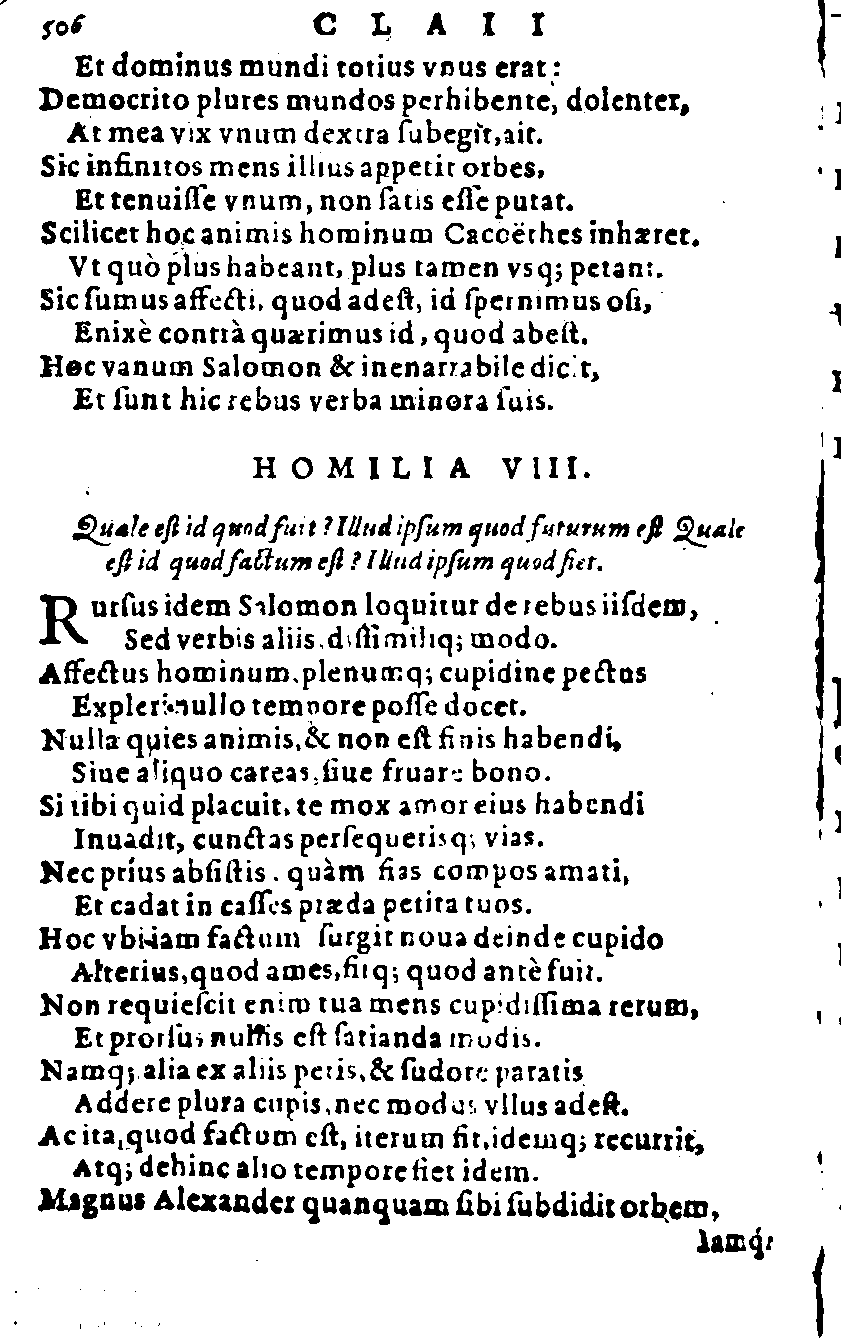 506 C L A I I
Et dominus mundi totius vnus erat:
Democrito plures mundos perhibente, dolenter,
At mea vix vnum dextra ſubegit, ait.
Sic infinitos mens illius appetit orbes,
Et tenuiſſe vnum, non ſatis eſſe putat.
Scilicet hoc animis hominum Cacoëthes inhæret.
Vt quò plus habeant, plus tamen vsq; petant.
Sic ſumus affecti, quod adeſt, id ſpernimus oſi,
Enixè contrà quærimus id, quod abeſt.
Hoc vanum Salomon & inenarrabile dicit,
Et ſunt hic rebus verba minora ſuis.
H O M I L I A VIII.
Quale eſt id quod fuit? Illud ipſum quod futurum eſt Quale
eſt id quod factum eſt? Illud ipſum quod fiet.
Rurſus idem Salomon loquitur de rebus iiſdem,
Sed verbis aliis, diſſimiliq; modo.
Affectus hominum, plenumq; cupidine pectus
Expleri nullo tempore poſſe docet.
Nulla quies animis, & non eſt finis habendi,
Siue aliquo careas, ſiue fruare bono.
Si tibi quid placuit, te mox amor eius habendi
Inuadit, cunctas perſequerisq; vias.
Nec prius abſiſtis, quàm fias compos amati,
Et cadat in caſſes præda petita tuos.
Hoc vbi iam factum ſurgit noua deinde cupido
Alterius, quod ames, fitq; quod antè fuit.
Non requieſcit enim tua mens cupidiſſima rerum,
Et prorſus nullis eſt ſatianda modis.
Namq; alia ex aliis petis, & ſudore paratis
Addere plura cupis, nec modus vllus adeſt.
Ac ita, quod factum eſt, iterum fit, idemq; recurrit,
Atq; dehinc alio tempore fiet idem.
Magnus Alexander quanquam ſibi ſubdidit orbem,
Iamq́;